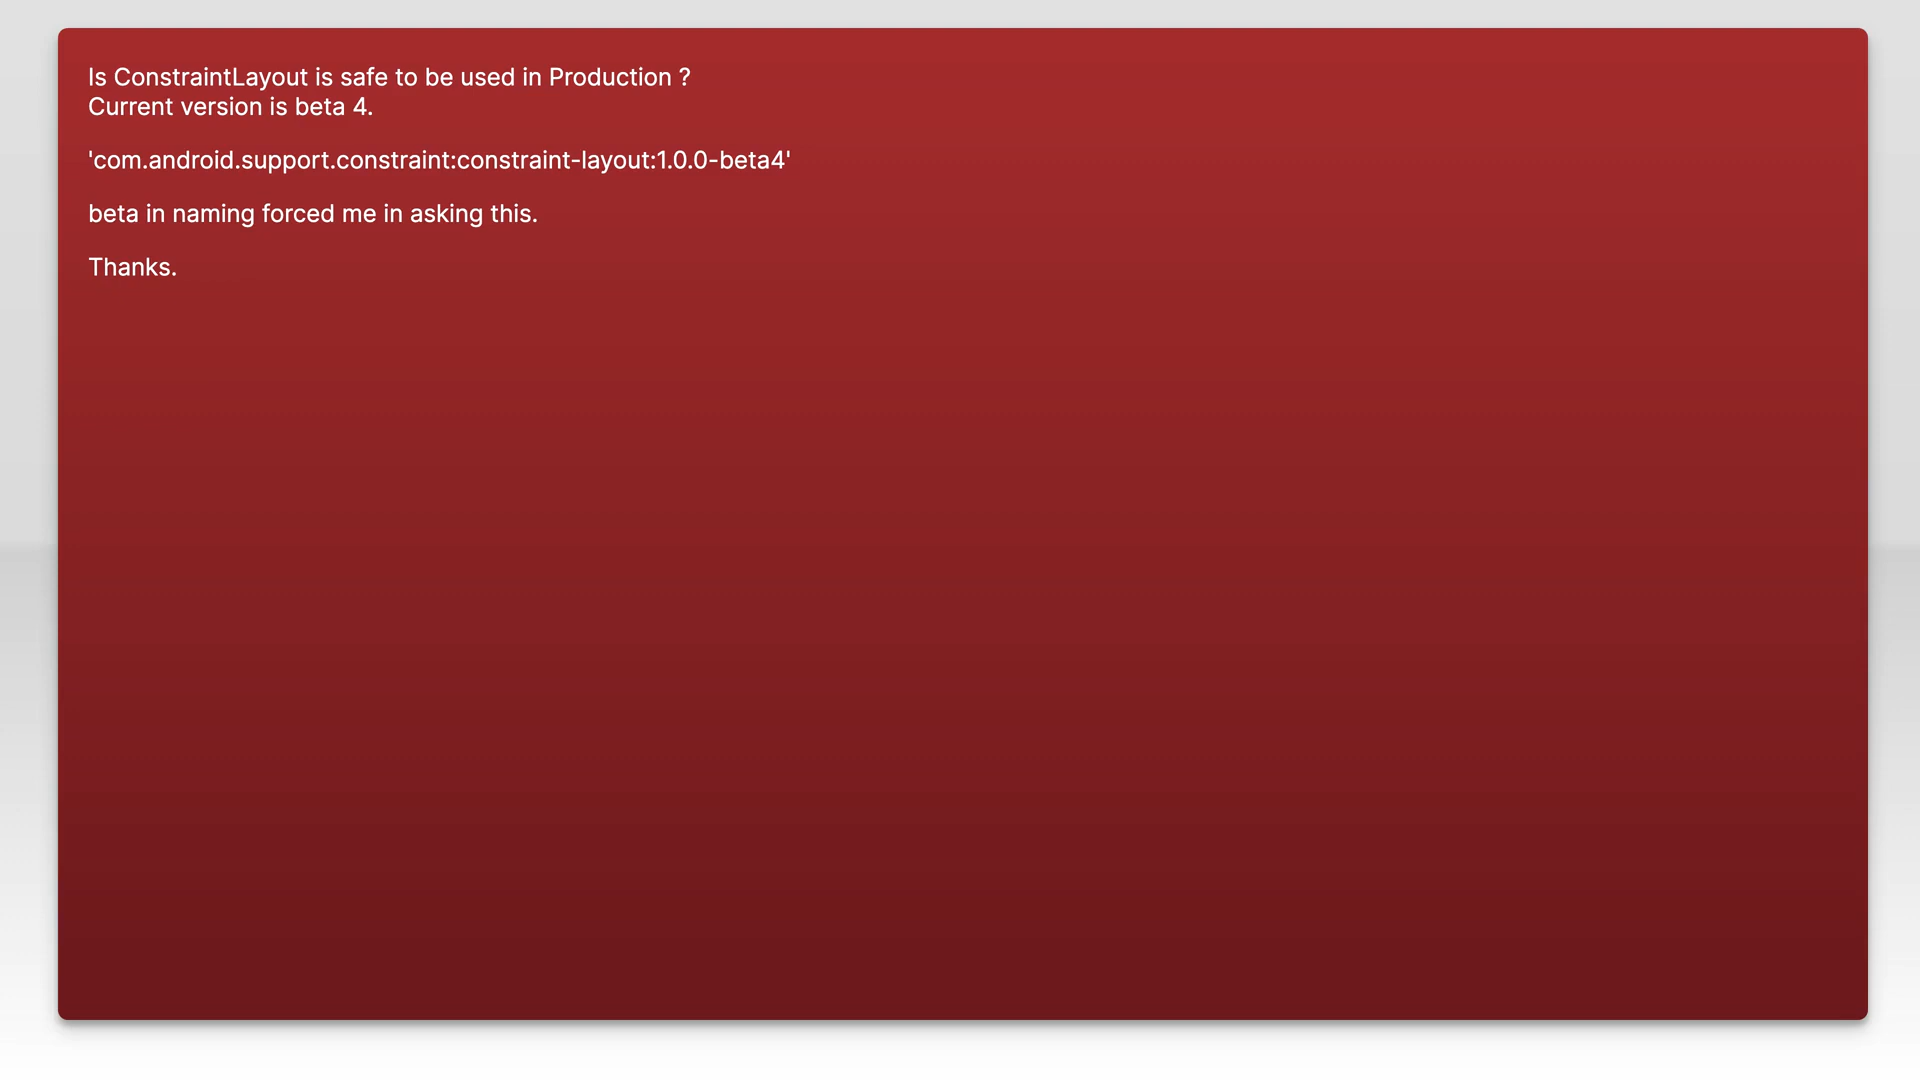 Is ConstraintLayout is safe to be used in Production ?
Current version is beta 4.
'com.android.support.constraint:constraint-layout:1.0.0-beta4'
beta in naming forced me in asking this.
Thanks.